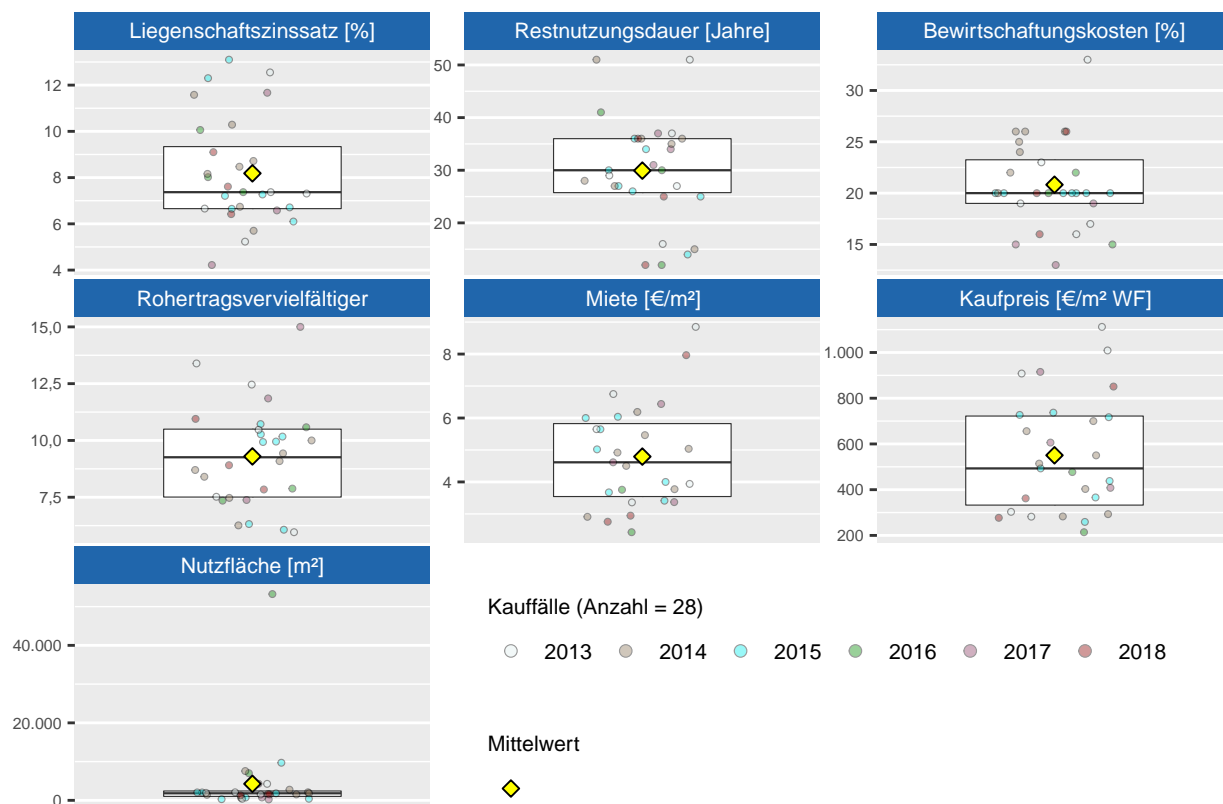 Liegenschaftszinssatz [%]
Restnutzungsdauer [Jahre]
Bewirtschaftungskosten [%]
12
10
8
6
4
50
40
30
20
30
25
20
15
Rohertragsvervielfältiger
Miete [€/m²]
Kaufpreis [€/m² WF]
15,0
12,5
10,0
7,5
8
6
4
1.000
800
600
400
200
Nutzfläche [m²]
40.000
20.000
0
Kauffälle (Anzahl = 28)
2013 2014 2015 2016 2017 2018
Mittelwert